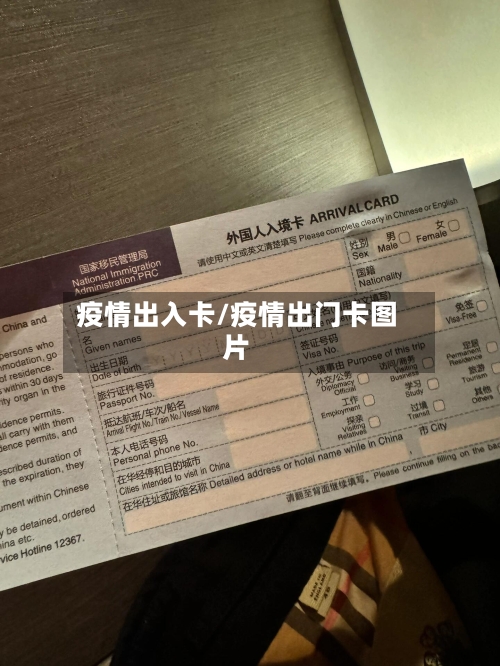 外国人入境卡 ARRIVAL CARD
请使用中文或英文清楚填写 Please complete clearly in Chinese or English
国家移民管理局
National Immigration
Administration PRC
性别
Sex
男
Male
女
Female
国籍
Nationality
疫情出入卡/疫情出门卡图
片
名
Given names
出生日期
Date of birth
旅行证件号码
Passport No.
抵达航班/车次/船名
Arrival Flight No./Train No./Vessel Name
本人电话号码
Personal phone No.
在华经停和目的城市
Cities intended to visit in China
在华住址或旅馆名称 Detailed address or hotel name while in China
市 City
签证号码
Visa No.
免签
Visa-Free
入境事由 Purpose of this trip
外交/公务
Diplomatic
Official
访问/商务
Visiting
Business
定居
Permanent
Residence
工作
Employment
学习
Study
旅游
Tourism
探亲
Visiting
Relatives
过境
Transit
其他
Others
请翻至背面继续填写。 Please continue filling on the bac
China and
persons who
mmodation, go
of residence.
within 30 days
rity organ in the
idence permits.
all carry with them
dence permits, and
escribed duration of
the expiration, they
ument within Chinese
y be detained, ordered
hina etc.
vice Hotline 12367.